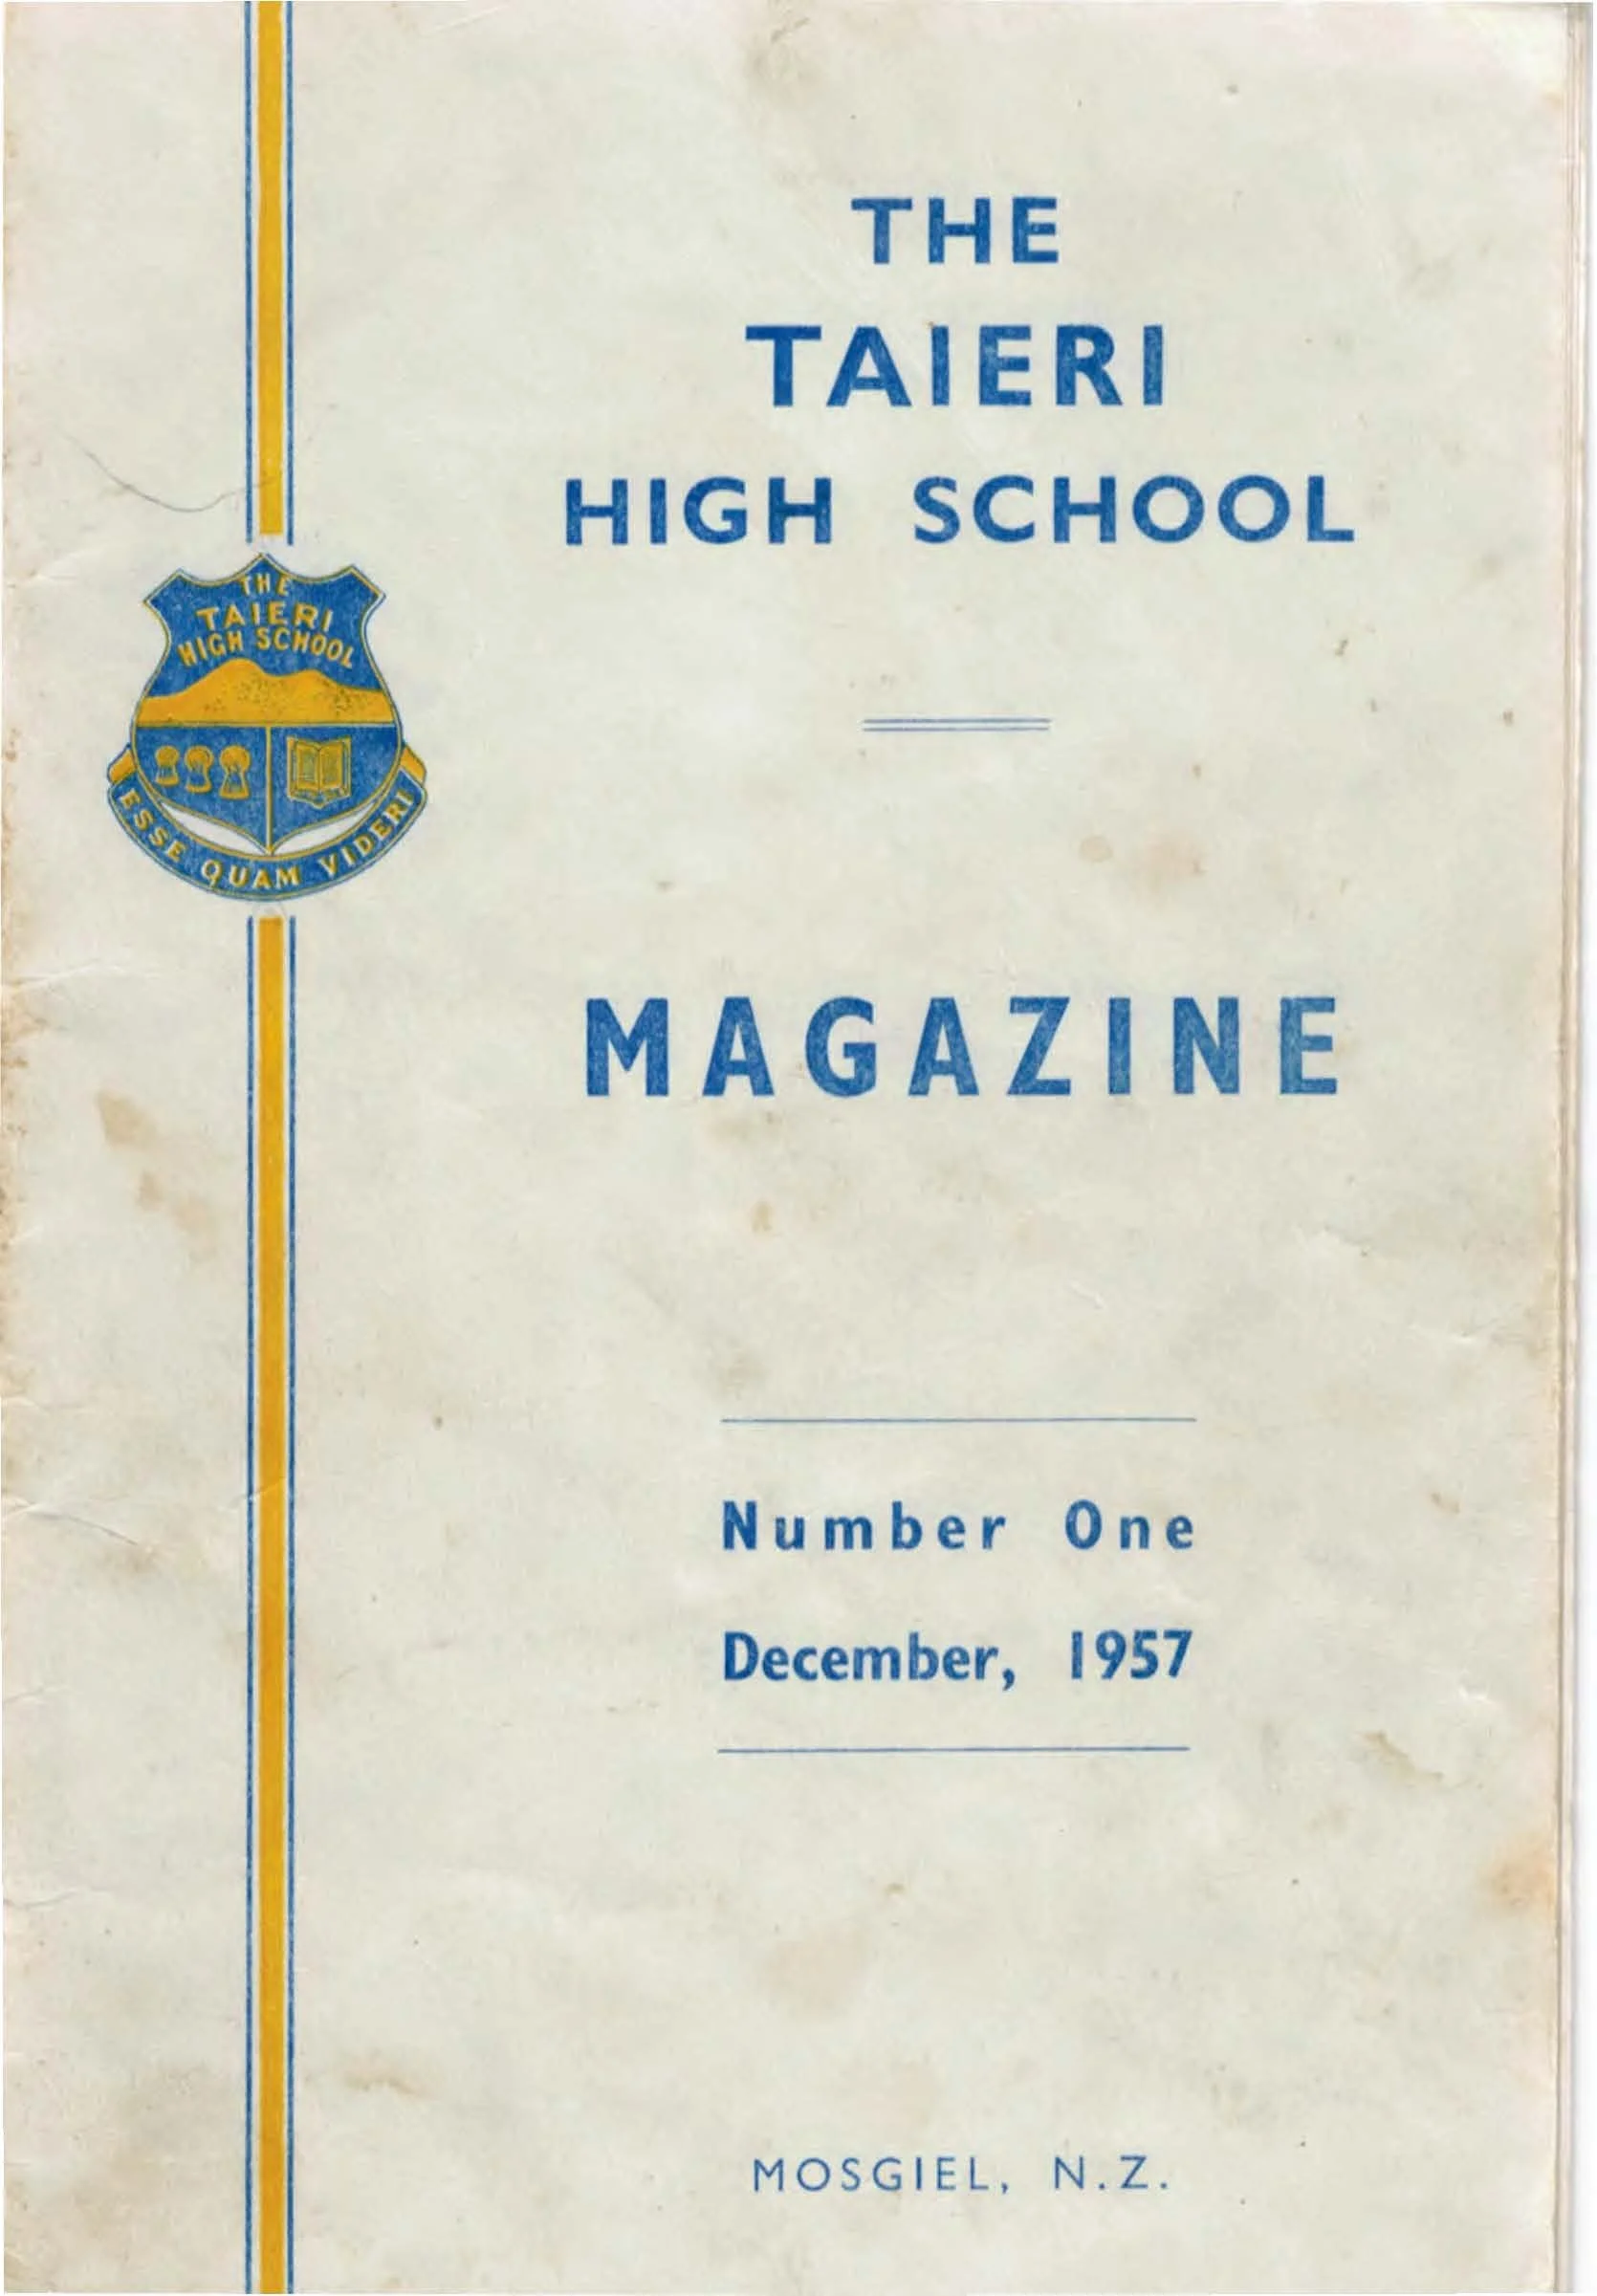 THE
TAIERI
HIGH SCHOOL
THE
TAIERI
HIGH SCHOOL
ESSE QUAM VIDERI
MAGAZINE
Number One
December, 1957
MOSGIEL, N.Z.